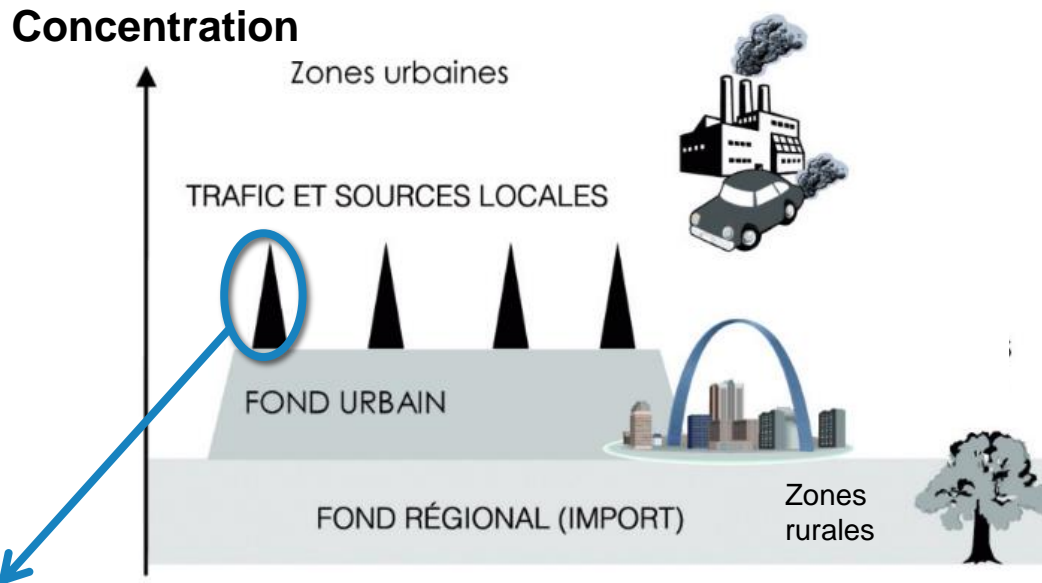 Concentration
Zones urbaines
TRAFIC ET SOURCES LOCALES
FOND URBAIN
FOND RÉGIONAL (IMPORT)
Zones
rurales